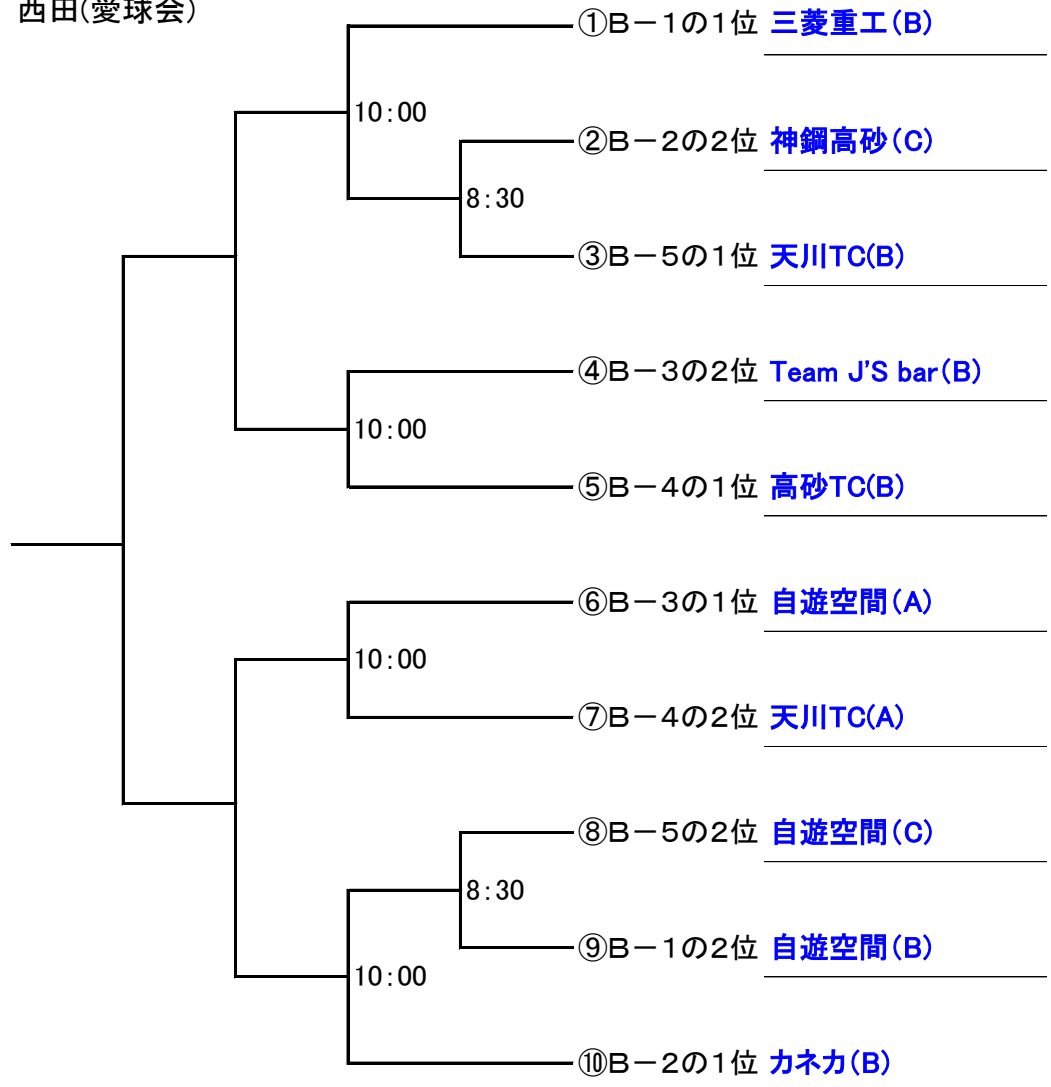 西田(愛球会)
①B－1の1位 三菱重工(B)
10:00
②B－2の2位 神鋼高砂(C)
8:30
③B－5の1位 天川TC(B)
④B－3の2位 Team J'S bar(B)
10:00
⑤B－4の1位 高砂TC(B)
⑥B－3の1位 自遊空間(A)
10:00
⑦B－4の2位 天川TC(A)
⑧B－5の2位 自遊空間(C)
8:30
⑨B－1の2位 自遊空間(B)
10:00
⑩B－2の1位 カネカ(B)